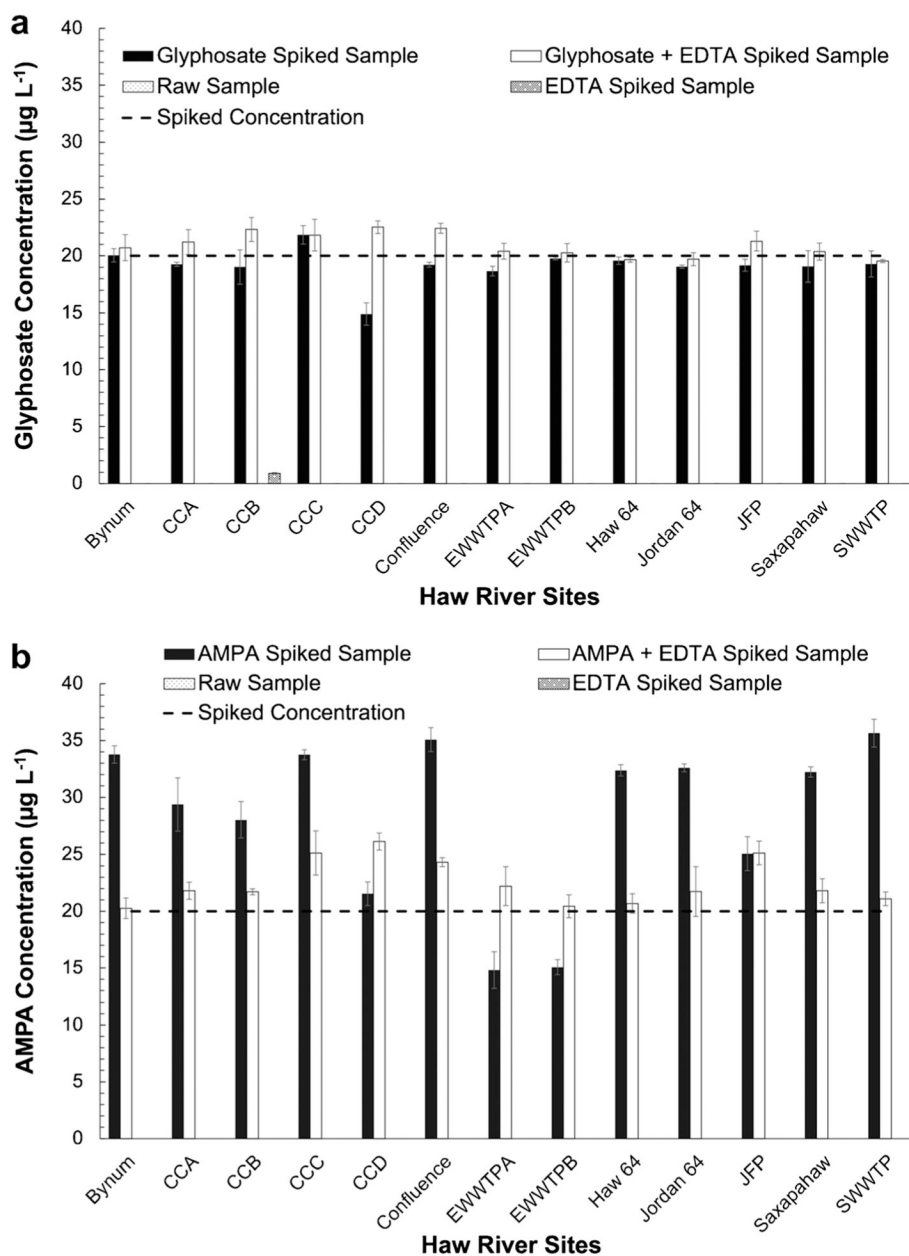 a
Glyphosate Spiked Sample
Glyphosate + EDTA Spiked Sample
Raw Sample
EDTA Spiked Sample
Spiked Concentration
Glyphosate Concentration (µg L-1)
40
35
30
25
20
15
10
5
0
Bynum
CCA
CCB
CCC
CCD
Confluence
EWWTPA
EWWTPB
Haw 64
Jordan 64
JFP
Saxapahaw
SWWTP
Haw River Sites
b
AMPA Spiked Sample
AMPA + EDTA Spiked Sample
Raw Sample
EDTA Spiked Sample
Spiked Concentration
AMPA Concentration (µg L-1)
40
35
30
25
20
15
10
5
0
Bynum
CCA
CCB
CCC
CCD
Confluence
EWWTPA
EWWTPB
Haw 64
Jordan 64
JFP
Saxapahaw
SWWTP
Haw River Sites